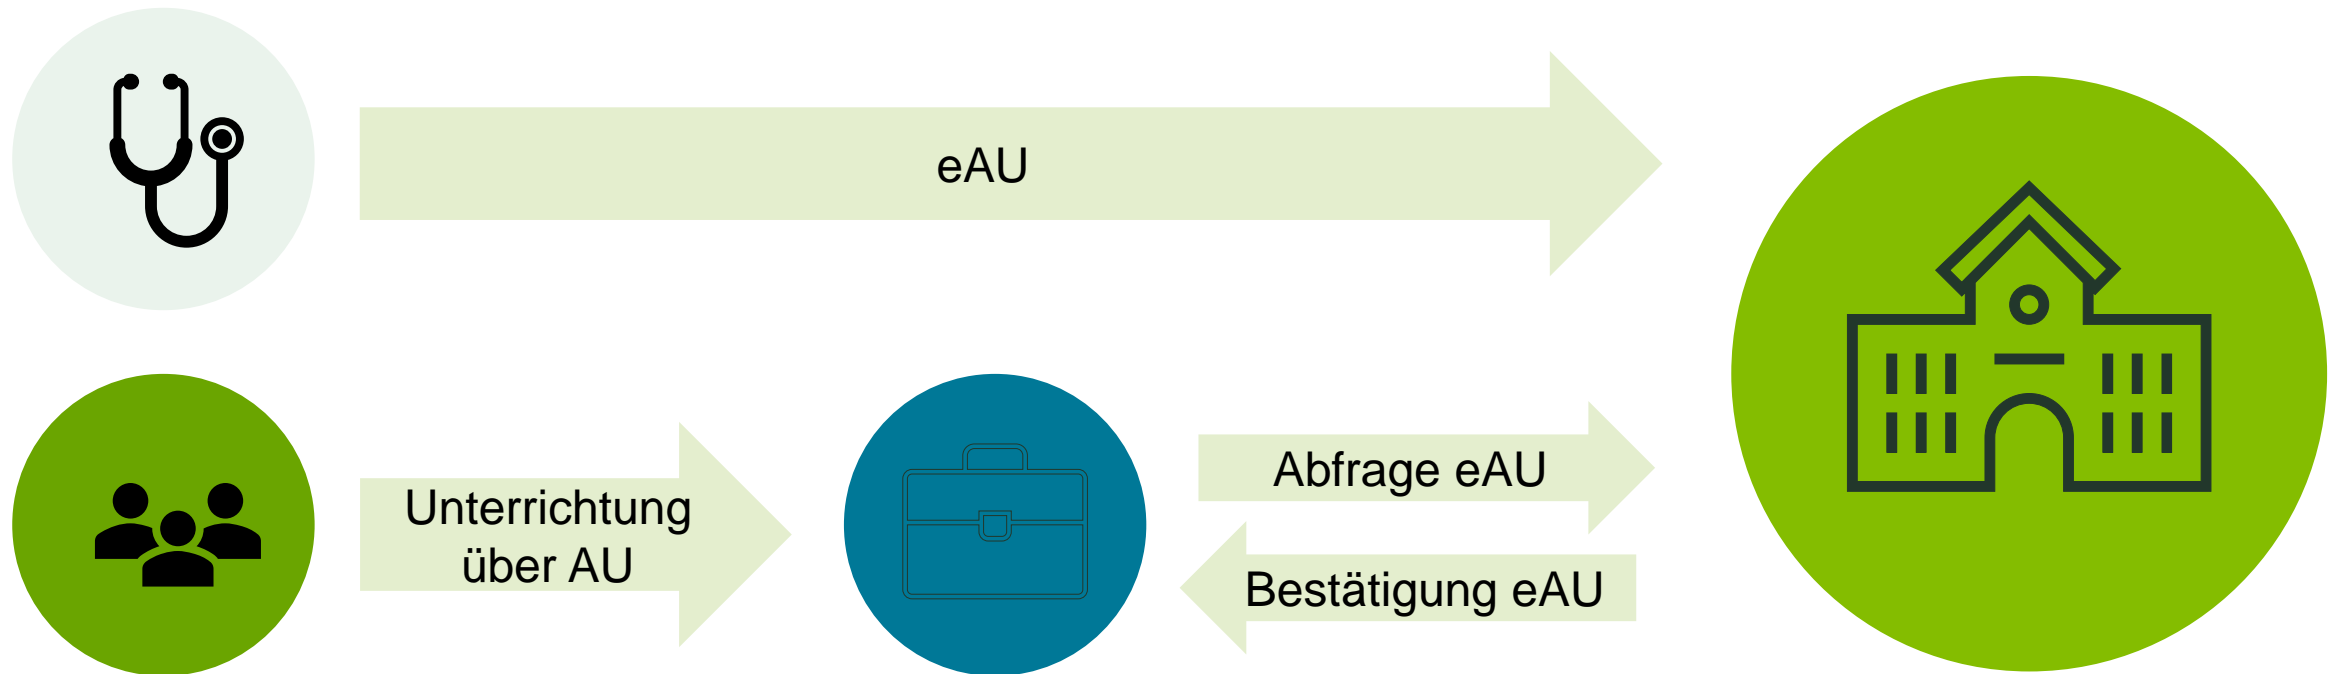 eAU
Unterrichtung
über AU
Abfrage eAU
Bestätigung eAU